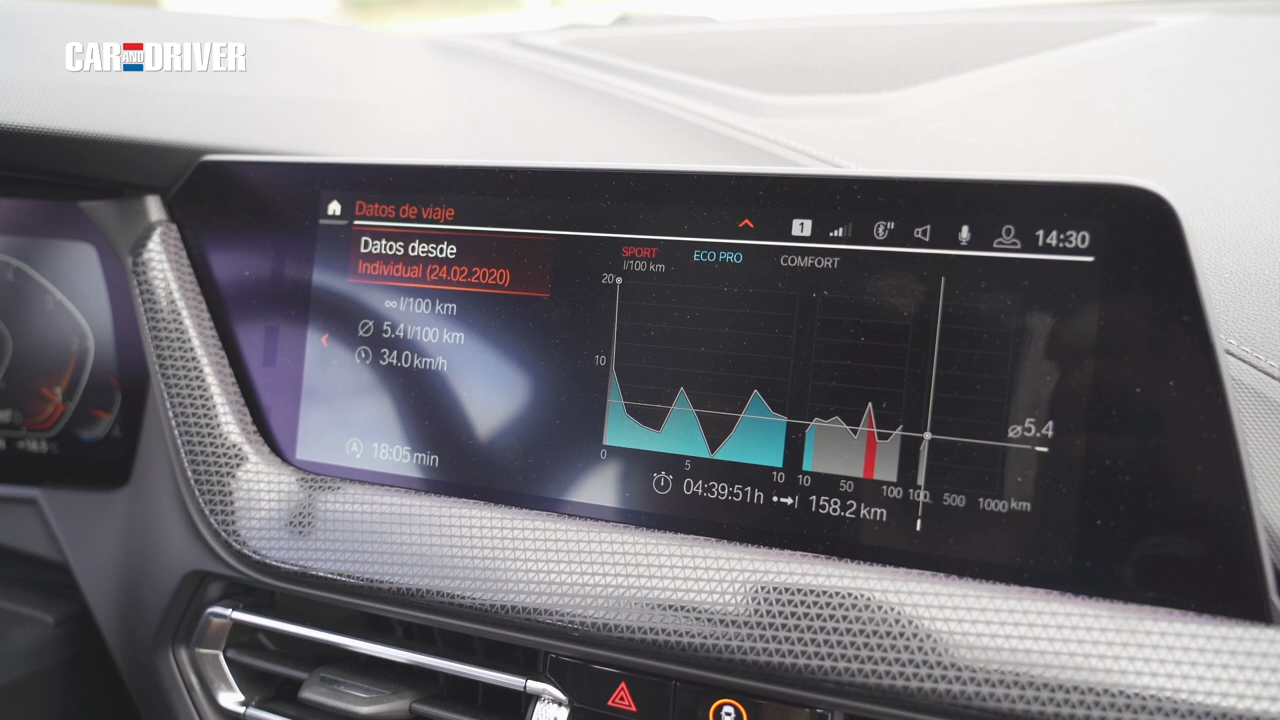 CAR AND DRIVER
Datos de viaje
1
14:30
Datos desde
Individual (24.02.2020)
∞ l/100 km
Ø 5.4 l/100 km
34.0 km/h
18:05 min
SPORT ECO PRO COMFORT
l/100 km
20
10
ø5.4
0 5 10 10 50 100 100 500 1000 km
04:39:51h 158.2 km